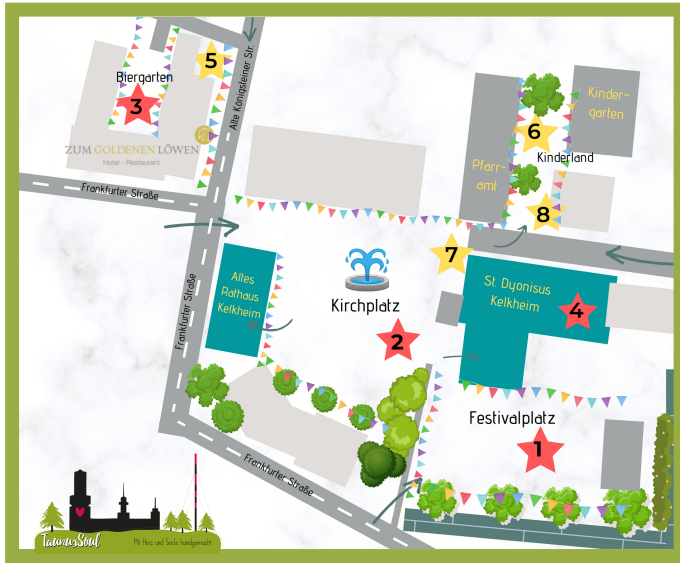 5
Biergarten
3
ZUM GOLDENEN LÖWEN
Hotel - Restaurant
Alte Königsteiner Str.
Frankfurter Straße
Kinder-
garten
6
Kinderland
Pfarr-
amt
8
7
Altes
Rathaus
Kelkheim
Frankfurter Straße
Kirchplatz
2
St. Dyonisus
Kelkheim
4
Festivalplatz
1
Frankfurter Straße
TaunusSoul
Mit Herz und Seele handgemacht